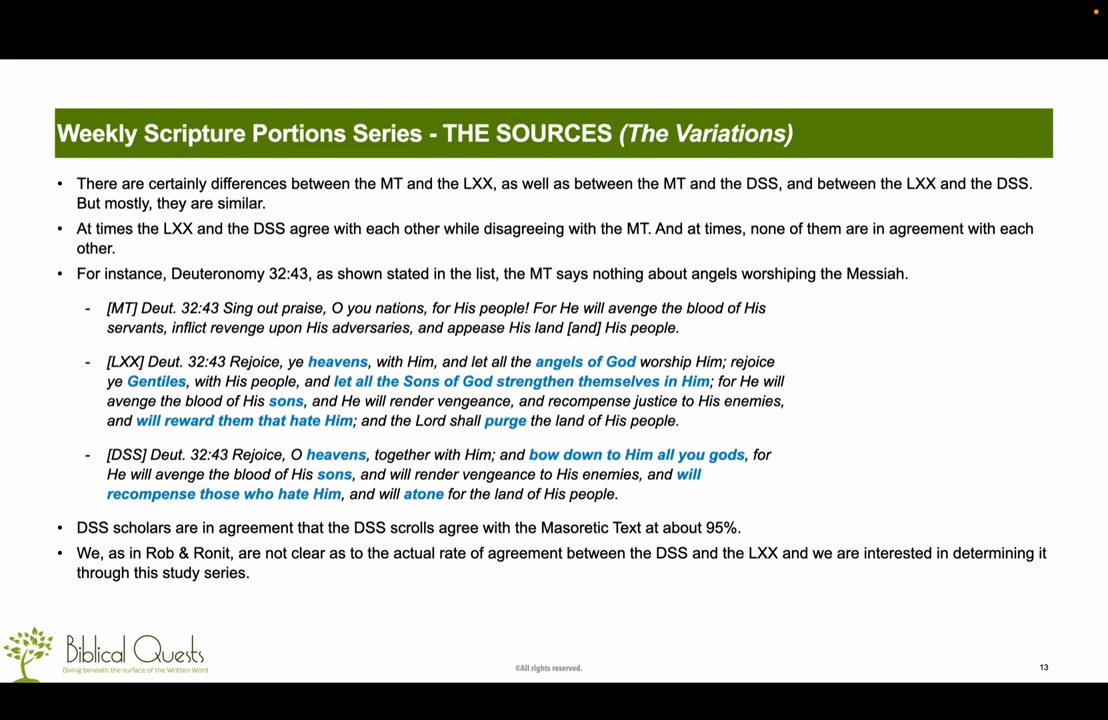 Weekly Scripture Portions Series - THE SOURCES (The Variations)
• There are certainly differences between the MT and the LXX, as well as between the MT and the DSS, and between the LXX and the DSS.
But mostly, they are similar.
• At times the LXX and the DSS agree with each other while disagreeing with the MT. And at times, none of them are in agreement with each
other.
• For instance, Deuteronomy 32:43, as shown stated in the list, the MT says nothing about angels worshiping the Messiah.
- [MT] Deut. 32:43 Sing out praise, O you nations, for His people! For He will avenge the blood of His
servants, inflict revenge upon His adversaries, and appease His land [and] His people.
- [LXX] Deut. 32:43 Rejoice, ye heavens, with Him, and let all the angels of God worship Him; rejoice
ye Gentiles, with His people, and let all the Sons of God strengthen themselves in Him; for He will
avenge the blood of His sons, and He will render vengeance, and recompense justice to His enemies,
and will reward them that hate Him; and the Lord shall purge the land of His people.
- [DSS] Deut. 32:43 Rejoice, O heavens, together with Him; and bow down to Him all you gods, for
He will avenge the blood of His sons, and will render vengeance to His enemies, and will
recompense those who hate Him, and will atone for the land of His people.
• DSS scholars are in agreement that the DSS scrolls agree with the Masoretic Text at about 95%.
• We, as in Rob & Ronit, are not clear as to the actual rate of agreement between the DSS and the LXX and we are interested in determining it
through this study series.
Biblical Quests
Diving beneath the surface of the Written Word
©All rights reserved.
13